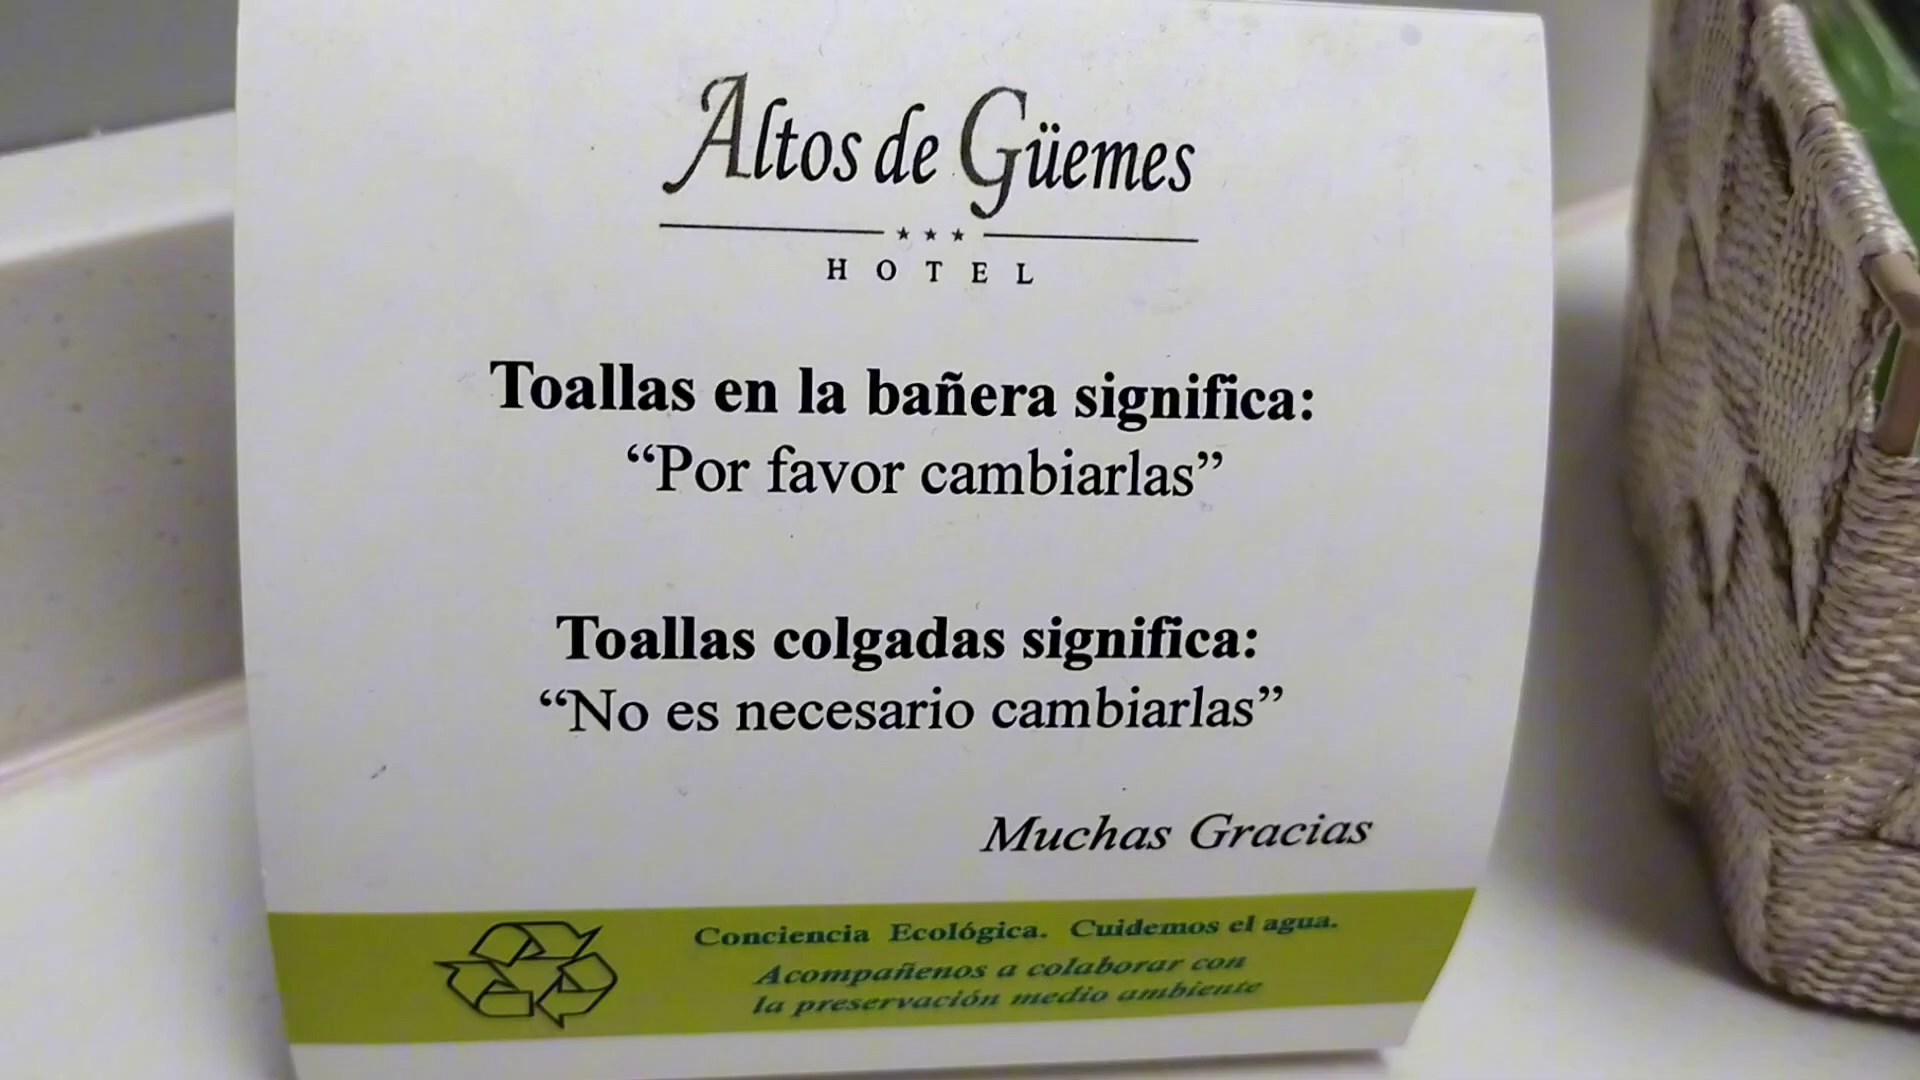 Altos de Güemes
★ ★ ★
HOTEL
Toallas en la bañera significa:
“Por favor cambiarlas”
Toallas colgadas significa:
“No es necesario cambiarlas”
Muchas Gracias
Conciencia Ecológica. Cuidemos el agua.
Acompañenos a colaborar con
la preservación medio ambiente